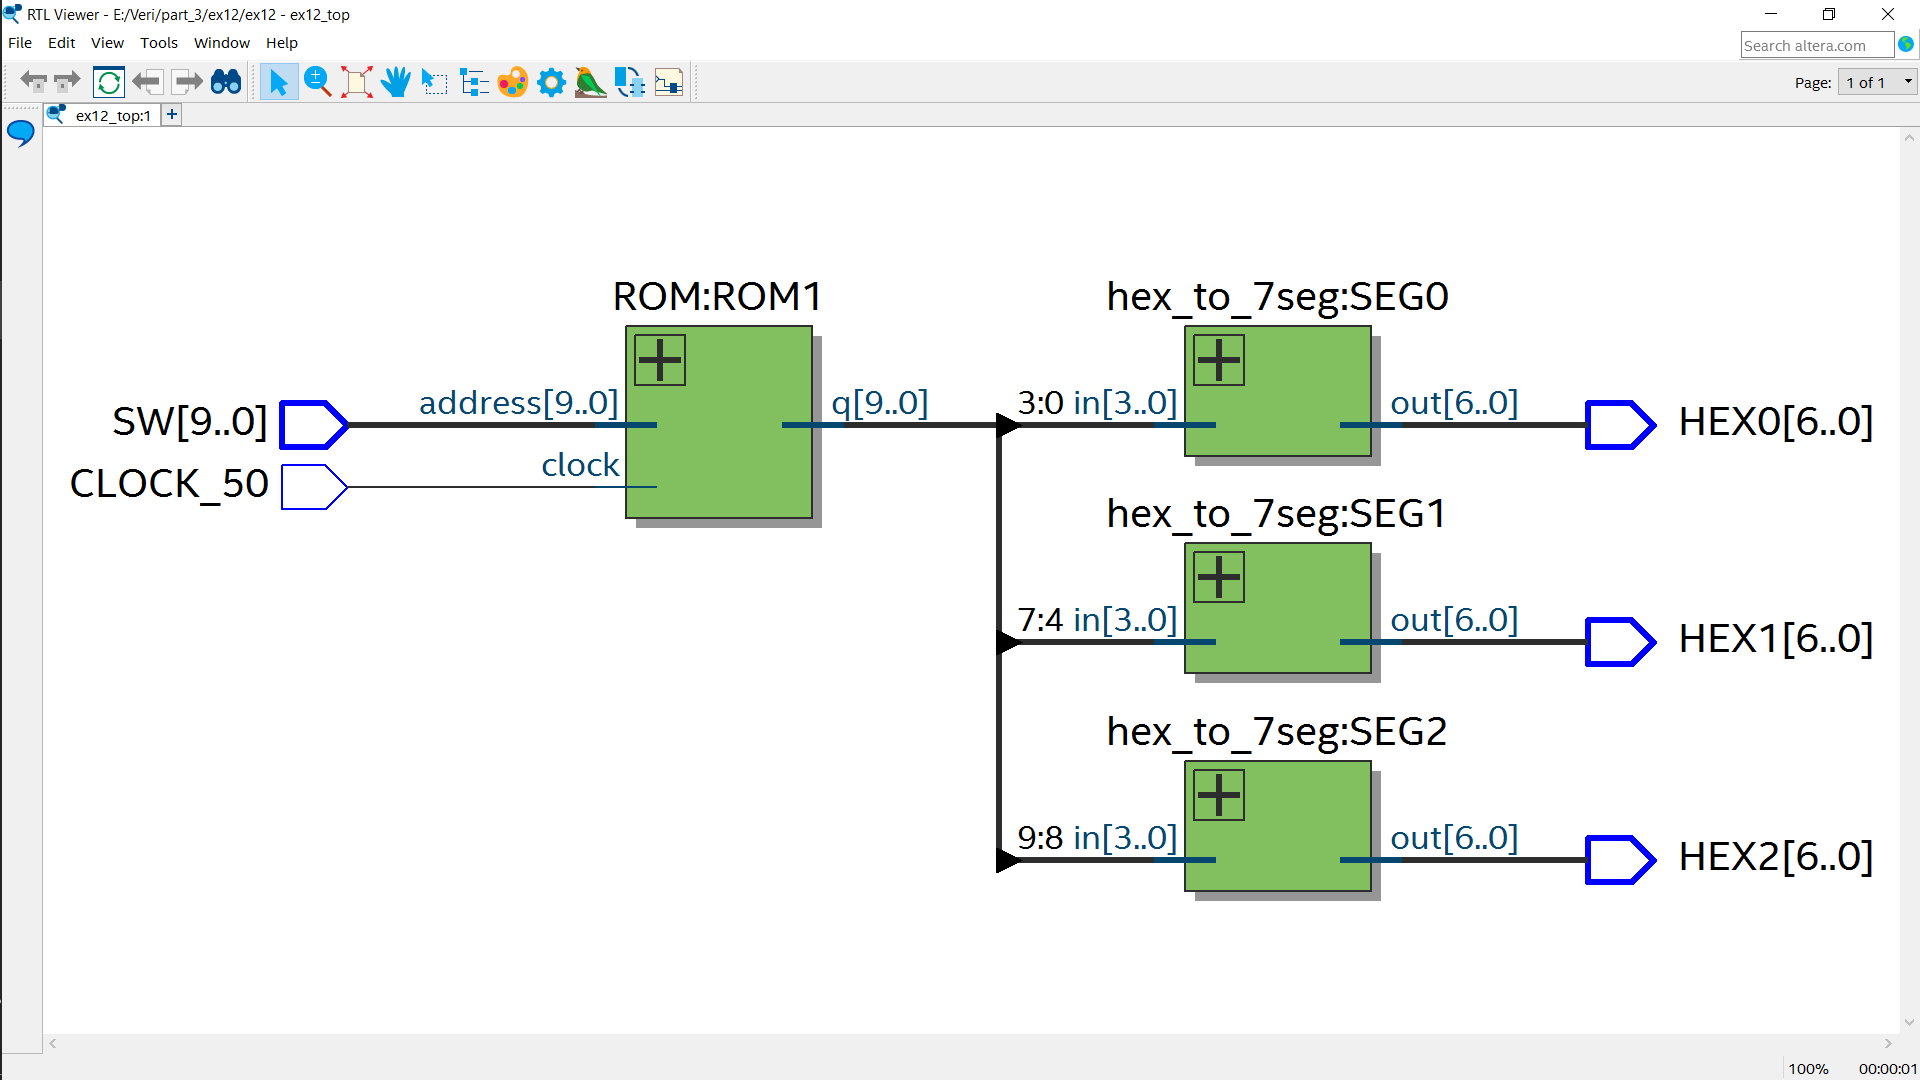 RTL Viewer - E:/Veri/part_3/ex12/ex12 - ex12_top
File Edit View Tools Window Help
Search altera.com
Page: 1 of 1
ex12_top:1 +
ROM:ROM1
hex_to_7seg:SEG0
address[9..0]
q[9..0]
3:0 in[3..0]
out[6..0]
SW[9..0]
HEX0[6..0]
clock
CLOCK_50
hex_to_7seg:SEG1
7:4 in[3..0]
out[6..0]
HEX1[6..0]
hex_to_7seg:SEG2
9:8 in[3..0]
out[6..0]
HEX2[6..0]
100% 00:00:01